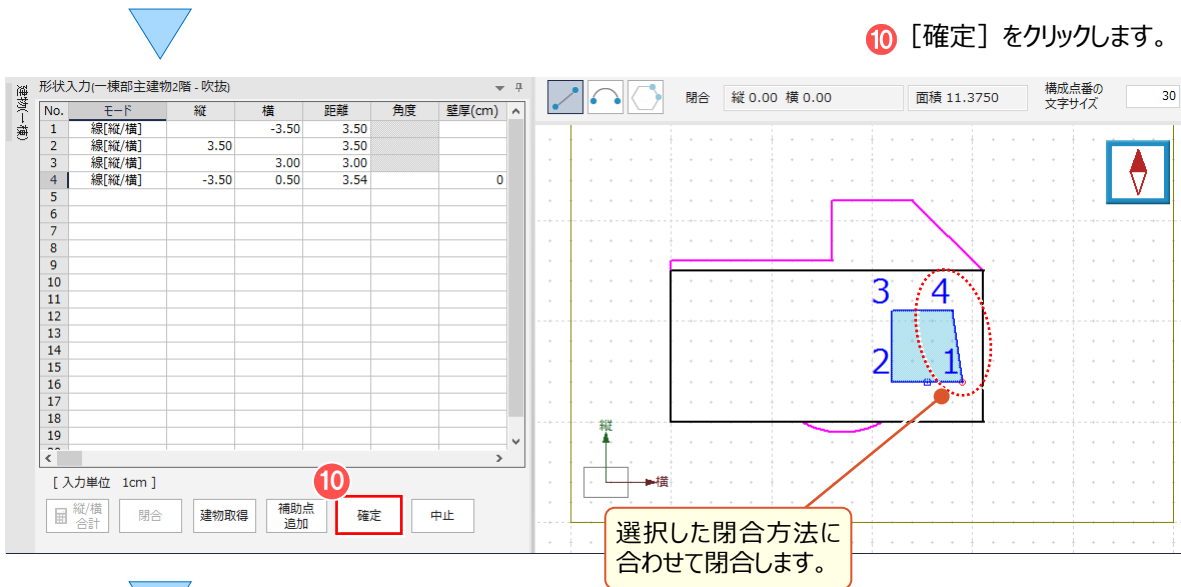 ⑩ ［確定］をクリックします。
建物(一棟)
形状入力(一棟部主建物2階 - 吹抜)
No. モード 縦 横 距離 角度 壁厚(cm)
1 線[縦/横] -3.50 3.50
2 線[縦/横] 3.50 3.50
3 線[縦/横] 3.00 3.00
4 線[縦/横] -3.50 0.50 3.54 0
5
6
7
8
9
10
11
12
13
14
15
16
17
18
19
[ 入力単位 1cm ]
⑩
縦/横
合計
閉合
建物取得
補助点
追加
確定
中止
閉合 縦 0.00 横 0.00 面積 11.3750
構成点番の
文字サイズ
30
3 4
2 1
縦
横
選択した閉合方法に
合わせて閉合します。